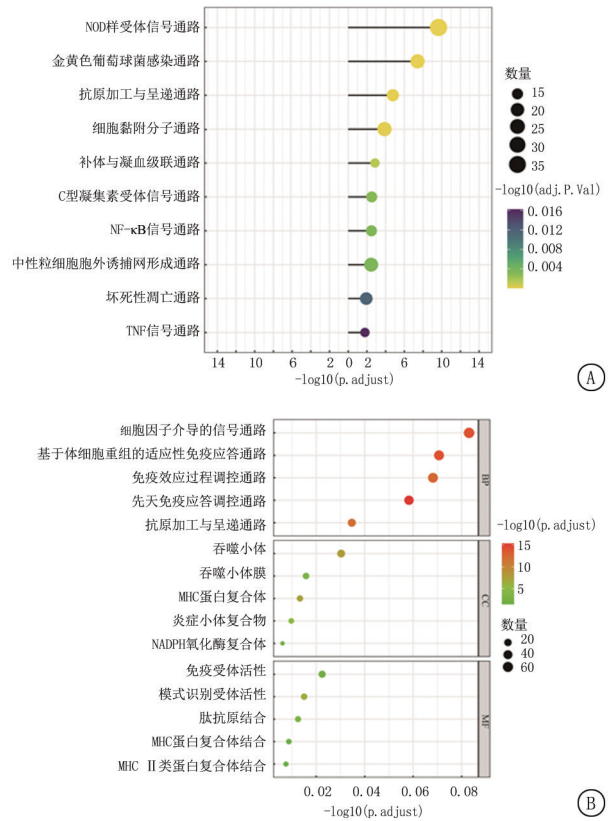 NOD样受体信号通路
金黄色葡萄球菌感染通路
抗原加工与呈递通路
细胞黏附分子通路
补体与凝血级联通路
C型凝集素受体信号通路
NF-κB信号通路
中性粒细胞胞外诱捕网形成通路
坏死性凋亡通路
TNF信号通路
14 10 6 2 0 2 6 10 14
-log10(p.adjust)
数量
15
20
25
30
35
-log10(adj.P.Val)
0.016
0.012
0.008
0.004
A
细胞因子介导的信号通路
基于体细胞重组的适应性免疫应答通路
免疫效应过程调控通路
先天免疫应答调控通路
抗原加工与呈递通路
BP
吞噬小体
吞噬小体膜
MHC蛋白复合体
炎症小体复合物
NADPH氧化酶复合体
CC
免疫受体活性
模式识别受体活性
肽抗原结合
MHC蛋白复合体结合
MHC Ⅱ类蛋白复合体结合
MF
0.02 0.04 0.06 0.08
-log10(p.adjust)
-log10(p.adjust)
15
10
5
数量
20
40
60
B